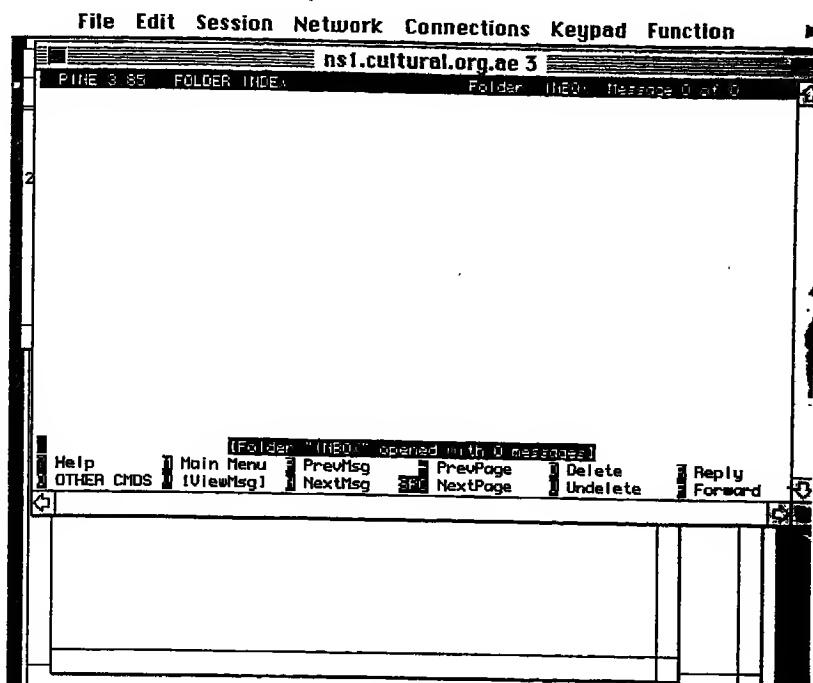 File Edit Session Network Connections Keypad Function
ns1.cultural.org.ae 3
PINE 3.85 FOLDER INDEX Folder: INBOX Message 0 of 0
2
[Folder "INBOX" opened with 0 messages]
Help Main Menu PrevMsg PrevPage Delete Reply
OTHER CMDS [ViewMsg] NextMsg SPC NextPage Undelete Forward